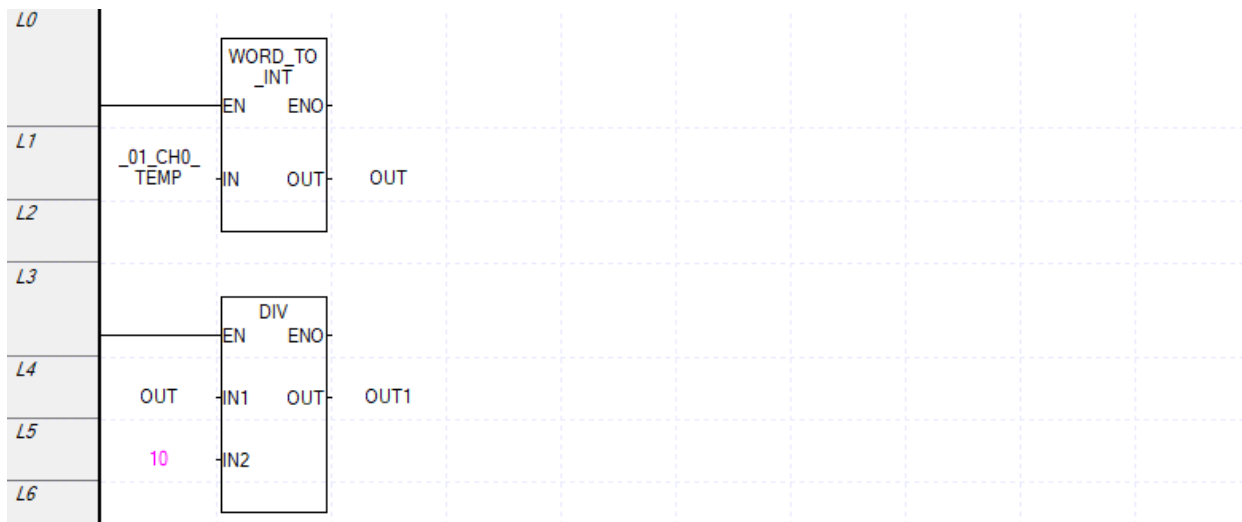 L0
WORD_TO
_INT
EN ENO
L1
_01_CH0_
TEMP IN OUT OUT
L2
L3
DIV
EN ENO
L4
OUT IN1 OUT OUT1
L5
10 IN2
L6